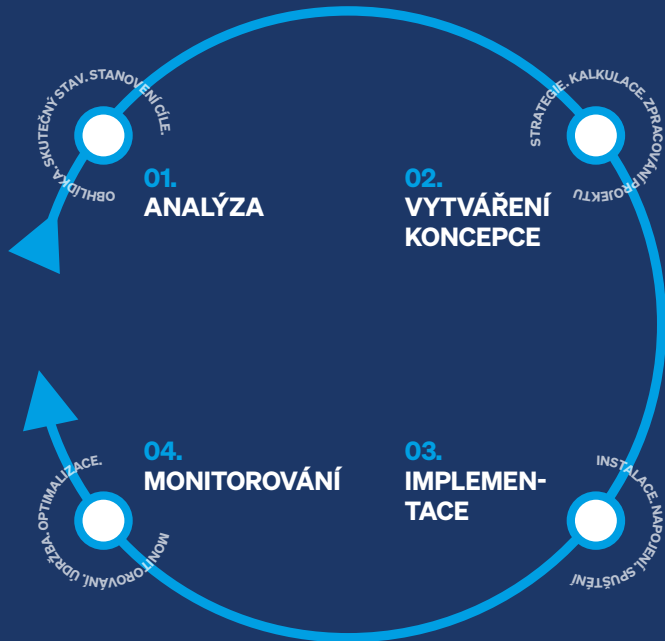 OBHLÍDKA. SKUTEČNÝ STAV. STANOVENÍ CÍLE.
01.
ANALÝZA
STRATEGIE. KALKULACE. ZPRACOVÁNÍ PROJEKTU
02.
VYTVÁŘENÍ
KONCEPCE
INSTALACE. NAPOJENÍ. SPUŠTĚNÍ
03.
IMPLEMEN-
TACE
MONITOROVÁNÍ. ÚDRŽBA. OPTIMALIZACE.
04.
MONITOROVÁNÍ